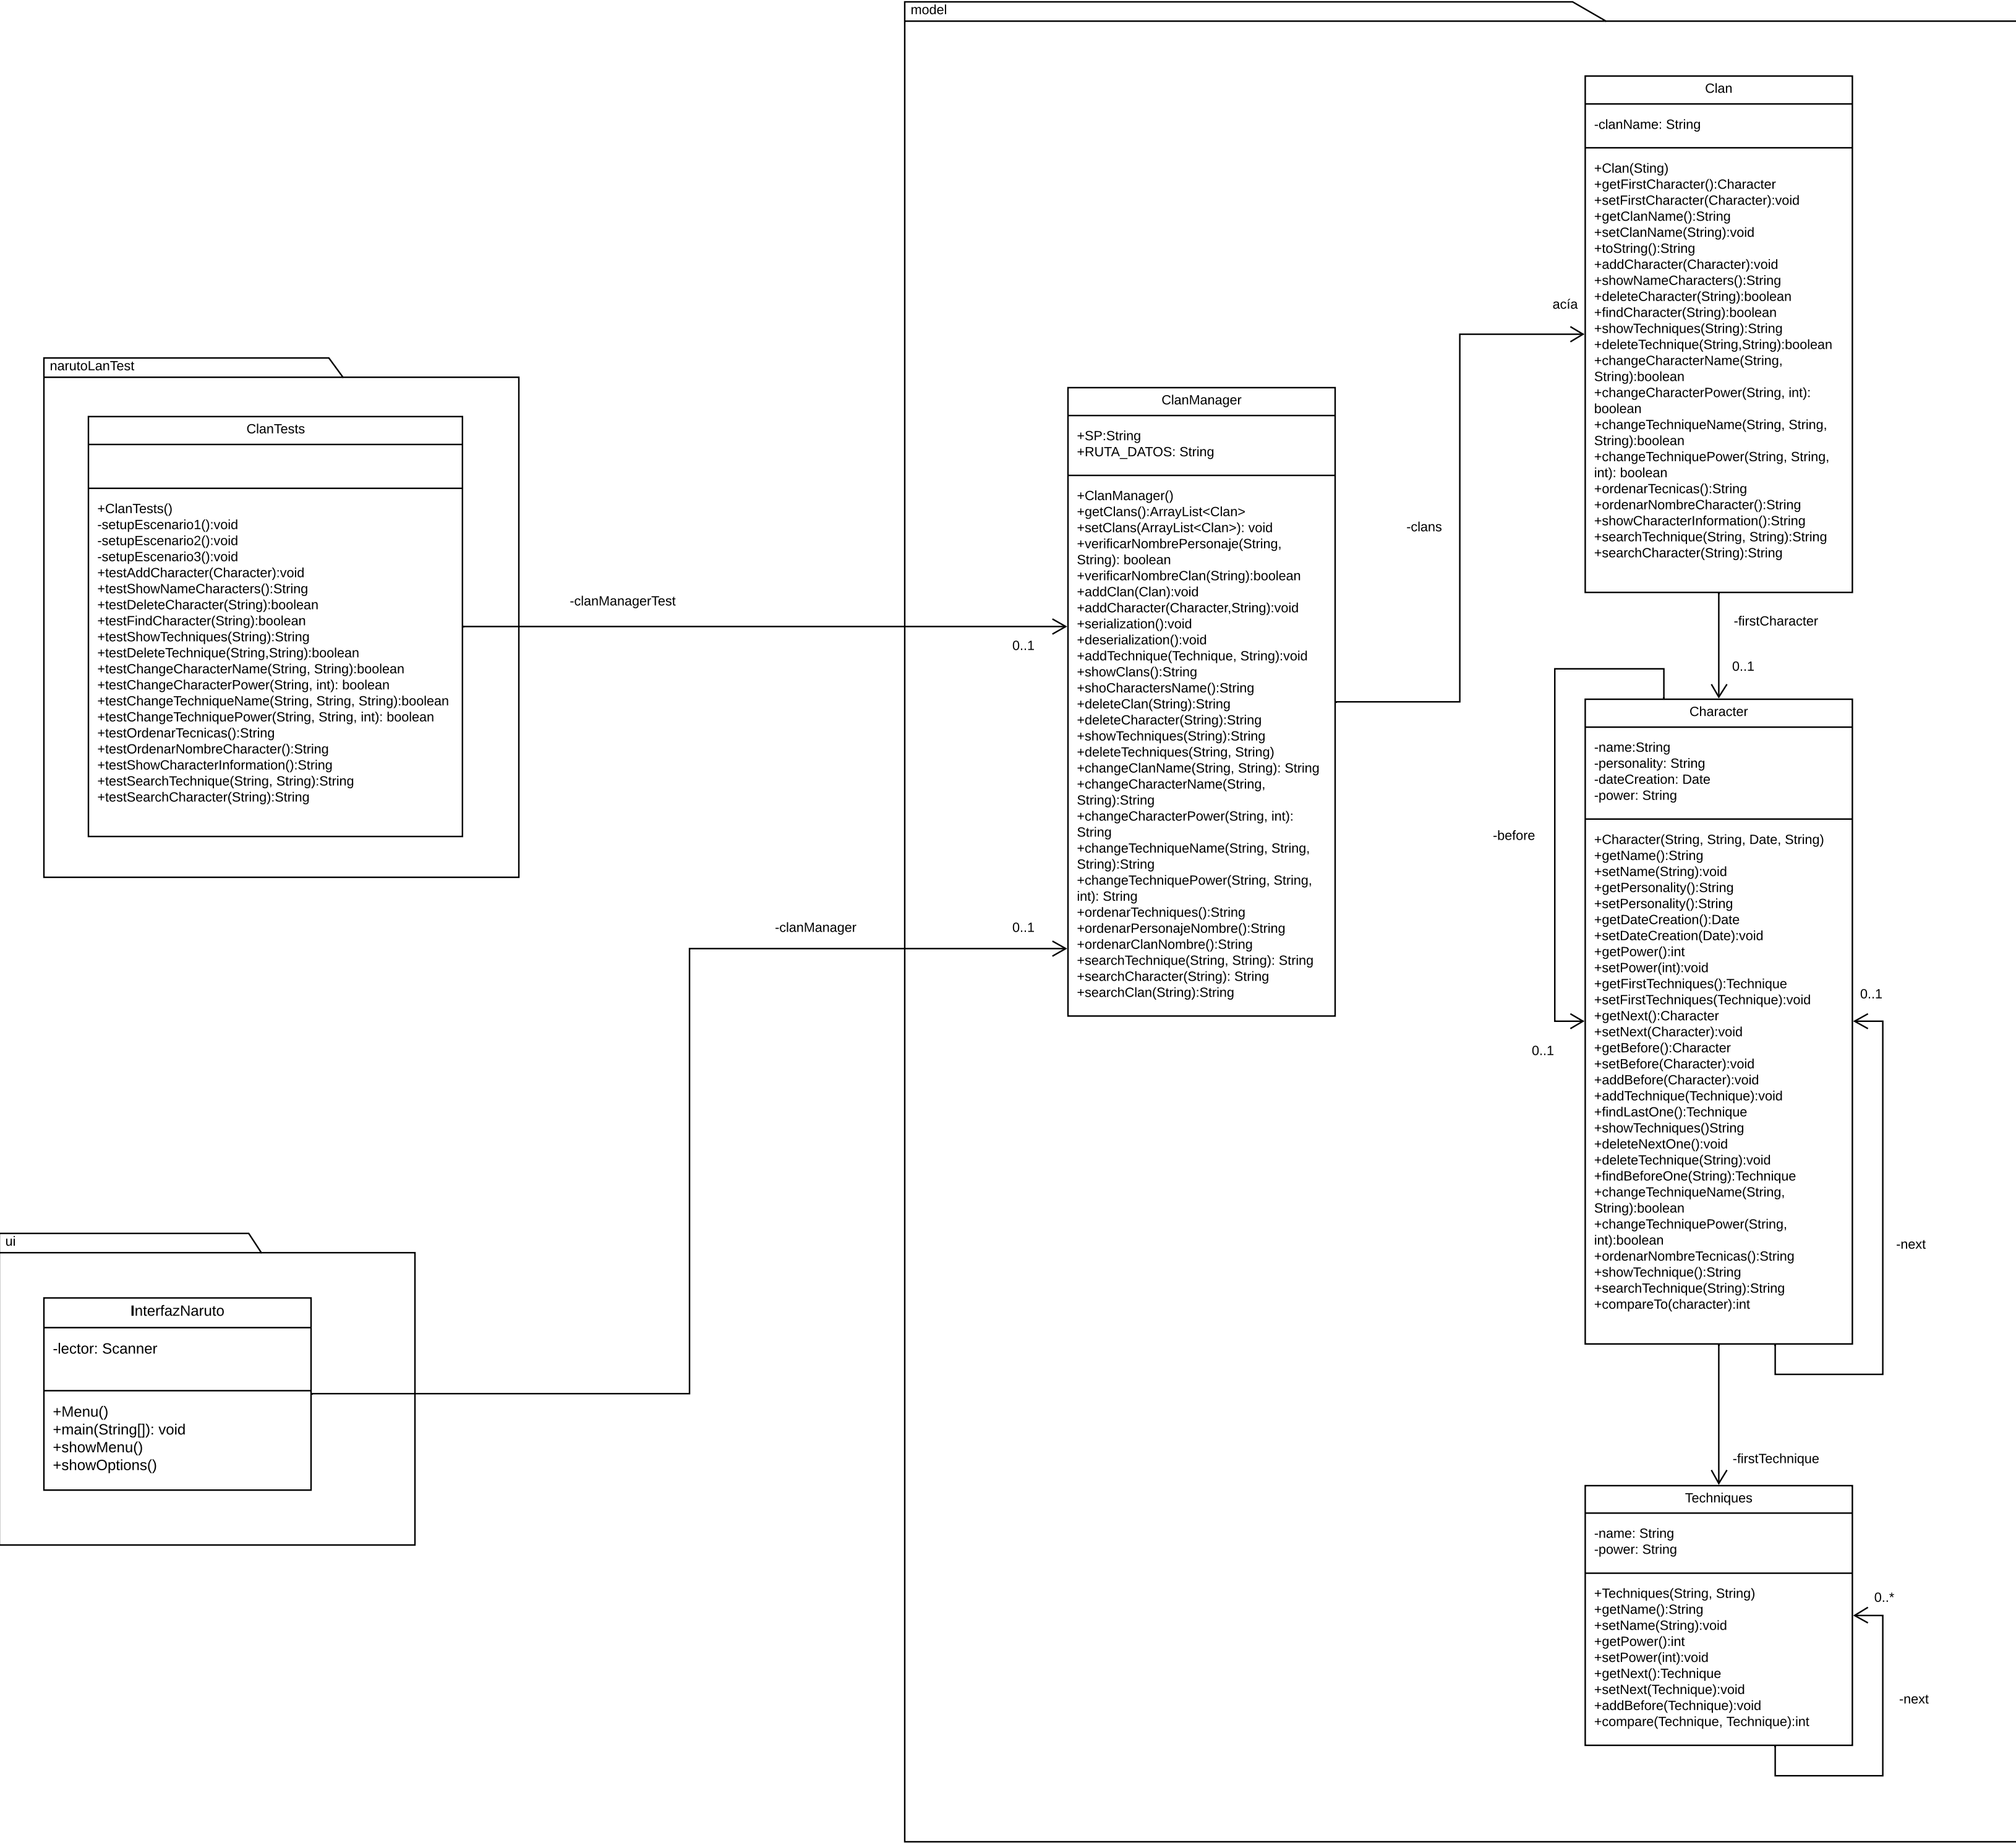 model
Clan
-clanName: String
+Clan(Sting)
+getFirstCharacter():Character
+setFirstCharacter(Character):void
+getClanName():String
+setClanName(String):void
+toString():String
+addCharacter(Character):void
+showNameCharacters():String
+deleteCharacter(String):boolean
+findCharacter(String):boolean
+showTechniques(String):String
+deleteTechnique(String,String):boolean
+changeCharacterName(String,
String):boolean
+changeCharacterPower(String, int):
boolean
+changeTechniqueName(String, String,
String):boolean
+changeTechniquePower(String, String,
int): boolean
+ordenarTecnicas():String
+ordenarNombreCharacter():String
+showCharacterInformation():String
+searchTechnique(String, String):String
+searchCharacter(String):String
acía
-clans
-firstCharacter
0..1
narutoLanTest
ClanTests
+ClanTests()
-setupEscenario1():void
-setupEscenario2():void
-setupEscenario3():void
+testAddCharacter(Character):void
+testShowNameCharacters():String
+testDeleteCharacter(String):boolean
+testFindCharacter(String):boolean
+testShowTechniques(String):String
+testDeleteTechnique(String,String):boolean
+testChangeCharacterName(String, String):boolean
+testChangeCharacterPower(String, int): boolean
+testChangeTechniqueName(String, String, String):boolean
+testChangeTechniquePower(String, String, int): boolean
+testOrdenarTecnicas():String
+testOrdenarNombreCharacter():String
+testShowCharacterInformation():String
+testSearchTechnique(String, String):String
+testSearchCharacter(String):String
-clanManagerTest
0..1
ClanManager
+SP:String
+RUTA_DATOS: String
+ClanManager()
+getClans():ArrayList<Clan>
+setClans(ArrayList<Clan>): void
+verificarNombrePersonaje(String,
String): boolean
+verificarNombreClan(String):boolean
+addClan(Clan):void
+addCharacter(Character,String):void
+serialization():void
+deserialization():void
+addTechnique(Technique, String):void
+showClans():String
+shoCharactersName():String
+deleteClan(String):String
+deleteCharacter(String):String
+showTechniques(String):String
+deleteTechniques(String, String)
+changeClanName(String, String): String
+changeCharacterName(String,
String):String
+changeCharacterPower(String, int):
String
+changeTechniqueName(String, String,
String):String
+changeTechniquePower(String, String,
int): String
+ordenarTechniques():String
+ordenarPersonajeNombre():String
+ordenarClanNombre():String
+searchTechnique(String, String): String
+searchCharacter(String): String
+searchClan(String):String
-clanManager
0..1
Character
-name:String
-personality: String
-dateCreation: Date
-power: String
+Character(String, String, Date, String)
+getName():String
+setName(String):void
+getPersonality():String
+setPersonality():String
+getDateCreation():Date
+setDateCreation(Date):void
+getPower():int
+setPower(int):void
+getFirstTechniques():Technique
+setFirstTechniques(Technique):void
+getNext():Character
+setNext(Character):void
+getBefore():Character
+setBefore(Character):void
+addBefore(Character):void
+addTechnique(Technique):void
+findLastOne():Technique
+showTechniques()String
+deleteNextOne():void
+deleteTechnique(String):void
+findBeforeOne(String):Technique
+changeTechniqueName(String,
String):boolean
+changeTechniquePower(String,
int):boolean
+ordenarNombreTecnicas():String
+showTechnique():String
+searchTechnique(String):String
+compareTo(character):int
-before
0..1
0..1
-next
ui
InterfazNaruto
-lector: Scanner
+Menu()
+main(String[]): void
+showMenu()
+showOptions()
-firstTechnique
Techniques
-name: String
-power: String
+Techniques(String, String)
+getName():String
+setName(String):void
+getPower():int
+setPower(int):void
+getNext():Technique
+setNext(Technique):void
+addBefore(Technique):void
+compare(Technique, Technique):int
0..*
-next